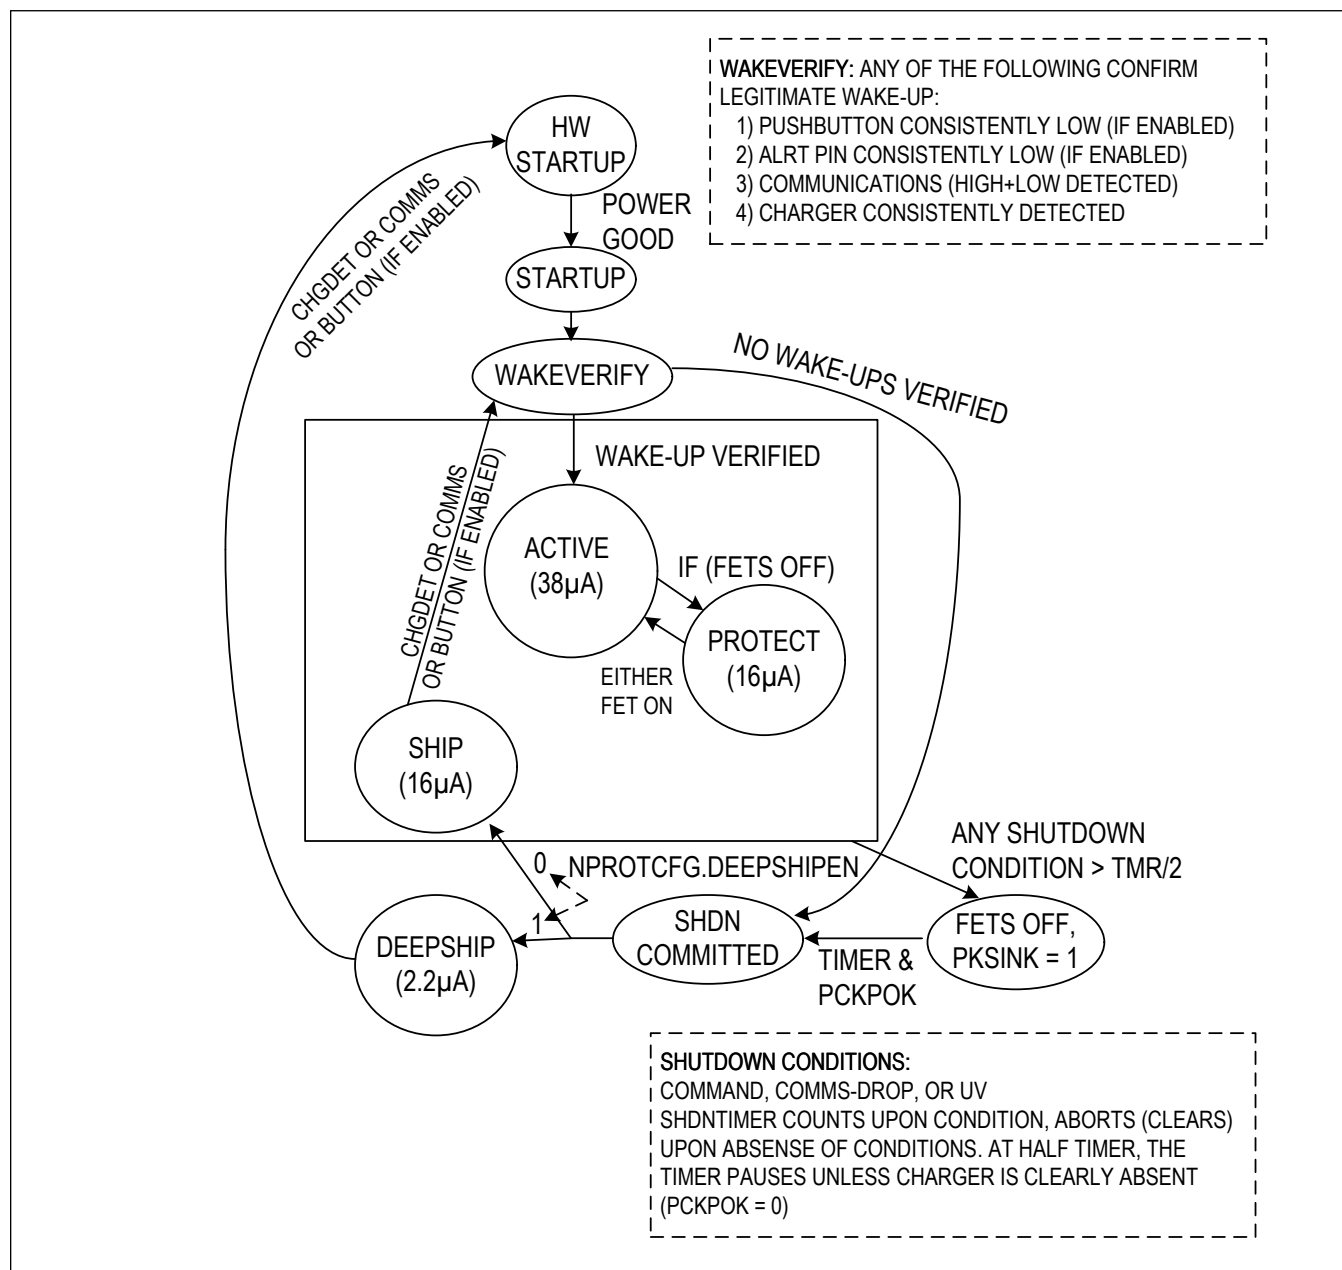 WAKEVERIFY: ANY OF THE FOLLOWING CONFIRM
LEGITIMATE WAKE-UP:
1) PUSHBUTTON CONSISTENTLY LOW (IF ENABLED)
2) ALRT PIN CONSISTENTLY LOW (IF ENABLED)
3) COMMUNICATIONS (HIGH+LOW DETECTED)
4) CHARGER CONSISTENTLY DETECTED
HW
STARTUP
CHGDET OR COMMS
OR BUTTON (IF ENABLED)
POWER
GOOD
STARTUP
WAKEVERIFY
NO WAKE-UPS VERIFIED
WAKE-UP VERIFIED
CHGDET OR COMMS
OR BUTTON (IF ENABLED)
ACTIVE
(38µA)
IF (FETS OFF)
PROTECT
(16µA)
EITHER
FET ON
SHIP
(16µA)
ANY SHUTDOWN
CONDITION > TMR/2
0
NPROTCFG.DEEPSHIPEN
1
DEEPSHIP
(2.2µA)
SHDN
COMMITTED
TIMER &
PCKPOK
FETS OFF,
PKSINK = 1
SHUTDOWN CONDITIONS:
COMMAND, COMMS-DROP, OR UV
SHDNTIMER COUNTS UPON CONDITION, ABORTS (CLEARS)
UPON ABSENSE OF CONDITIONS. AT HALF TIMER, THE
TIMER PAUSES UNLESS CHARGER IS CLEARLY ABSENT
(PCKPOK = 0)